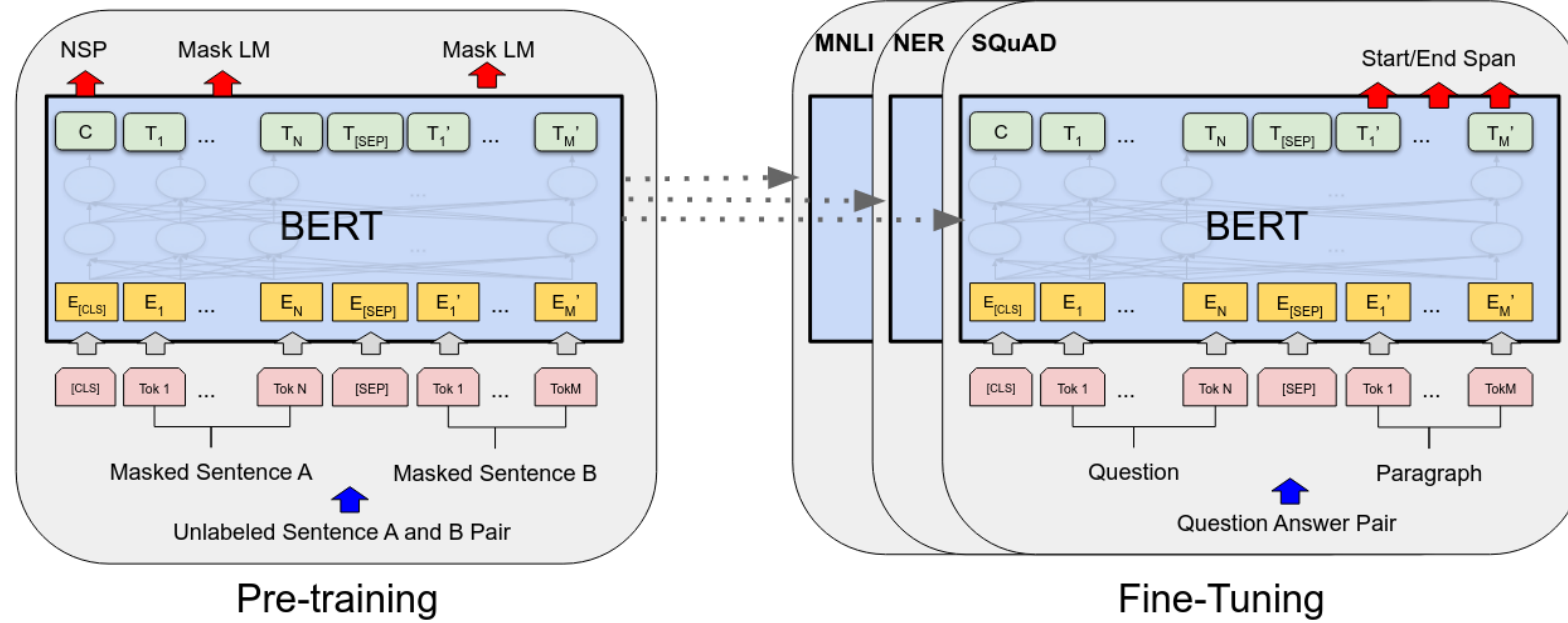 NSP Mask LM Mask LM
C T1 ... TN T[SEP] T1’ ... TM’
...
BERT
...
E[CLS] E1 ... EN E[SEP] E1’ ... EM’
[CLS] Tok 1 ... Tok N [SEP] Tok 1 ... TokM
Masked Sentence A Masked Sentence B
Unlabeled Sentence A and B Pair
Pre-training
MNLI NER SQuAD
Start/End Span
C T1 ... TN T[SEP] T1’ ... TM’
...
BERT
...
E[CLS] E1 ... EN E[SEP] E1’ ... EM’
[CLS] Tok 1 ... Tok N [SEP] Tok 1 ... TokM
Question Paragraph
Question Answer Pair
Fine-Tuning